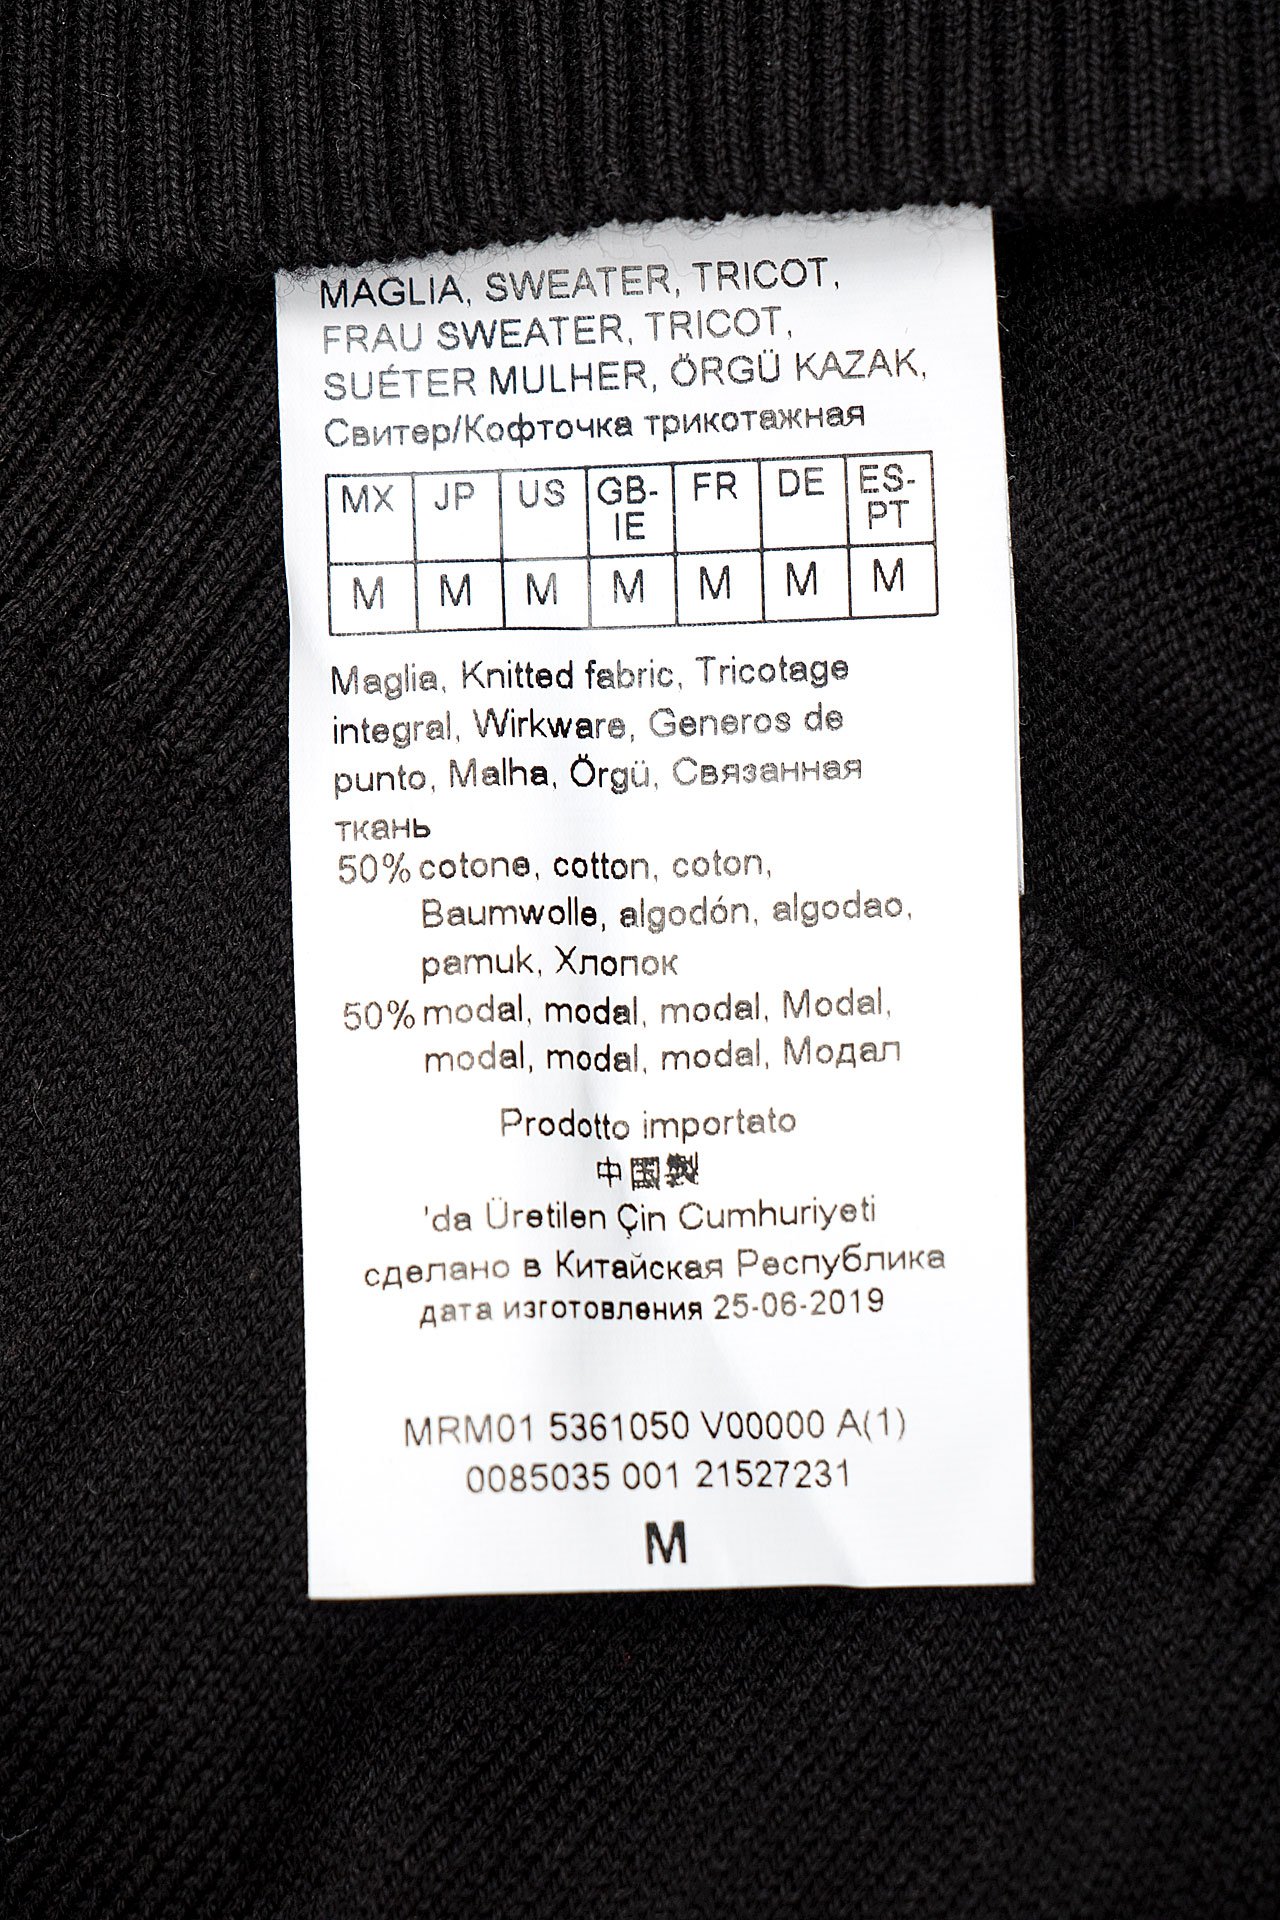 MAGLIA, SWEATER, TRICOT,
FRAU SWEATER, TRICOT,
SUÉTER MULHER, ÖRGÜ KAZAK,
Свитер/Кофточка трикотажная
MX JP US GB-IE FR DE ES-PT
M M M M M M M
Maglia, Knitted fabric, Tricotage
integral, Wirkware, Generos de
punto, Malha, Örgü, Связанная
ткань
50% cotone, cotton, coton,
Baumwolle, algodón, algodao,
pamuk, Хлопок
50% modal, modal, modal, Modal,
modal, modal, modal, Модал
Prodotto importato
中国製
'da Üretilen Çin Cumhuriyeti
сделано в Китайская Республика
дата изготовления 25-06-2019
MRM01 5361050 V00000 A(1)
0085035 001 21527231
M